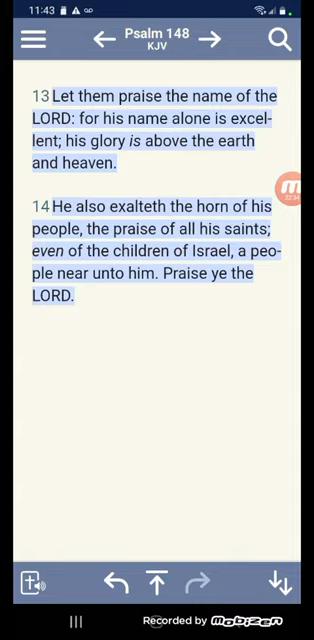 11:43
Psalm 148
KJV
13 Let them praise the name of the
LORD: for his name alone is excel-
lent; his glory is above the earth
and heaven.
22:34
14 He also exalteth the horn of his
people, the praise of all his saints;
even of the children of Israel, a peo-
ple near unto him. Praise ye the
LORD.
Recorded by mobizen